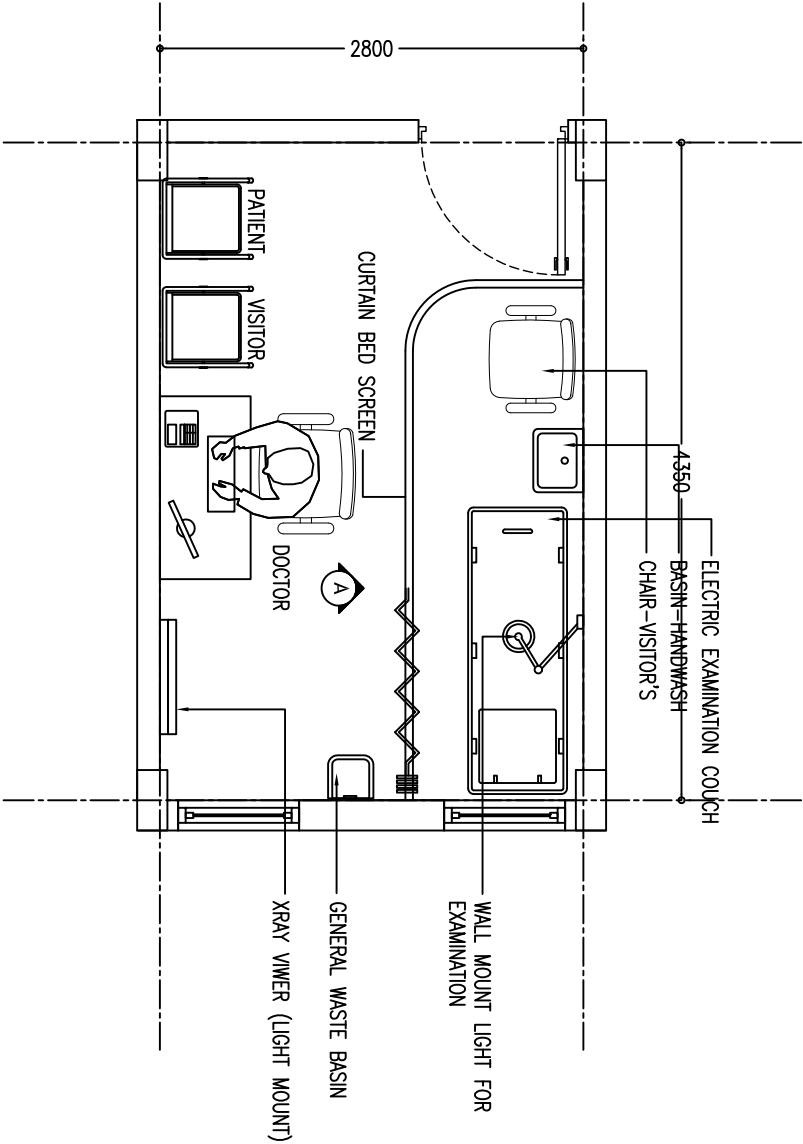 2800
4350
PATIENT
VISITOR
CURTAIN BED SCREEN
DOCTOR
A
ELECTRIC EXAMINATION COUCH
BASIN-HANDWASH
CHAIR-VISITOR'S
WALL MOUNT LIGHT FOR
EXAMINATION
GENERAL WASTE BASIN
XRAY VIWER (LIGHT MOUNT)